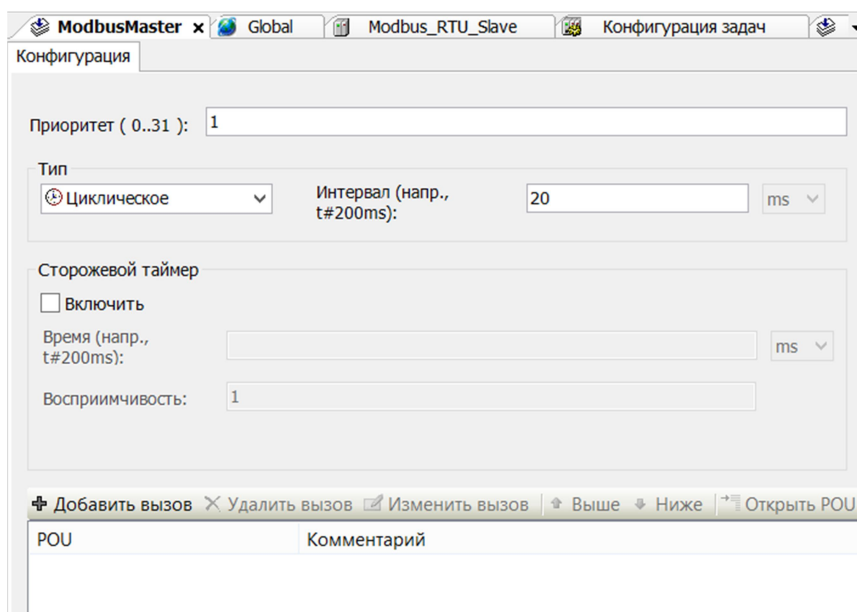 ModbusMaster x Global Modbus_RTU_Slave Конфигурация задач
Конфигурация
Приоритет ( 0..31 ): 1
Тип
Циклическое Интервал (напр., t#200ms): 20 ms
Сторожевой таймер
Включить
Время (напр., t#200ms): ms
Восприимчивость: 1
Добавить вызов Удалить вызов Изменить вызов Выше Ниже Открыть POU
POU Комментарий